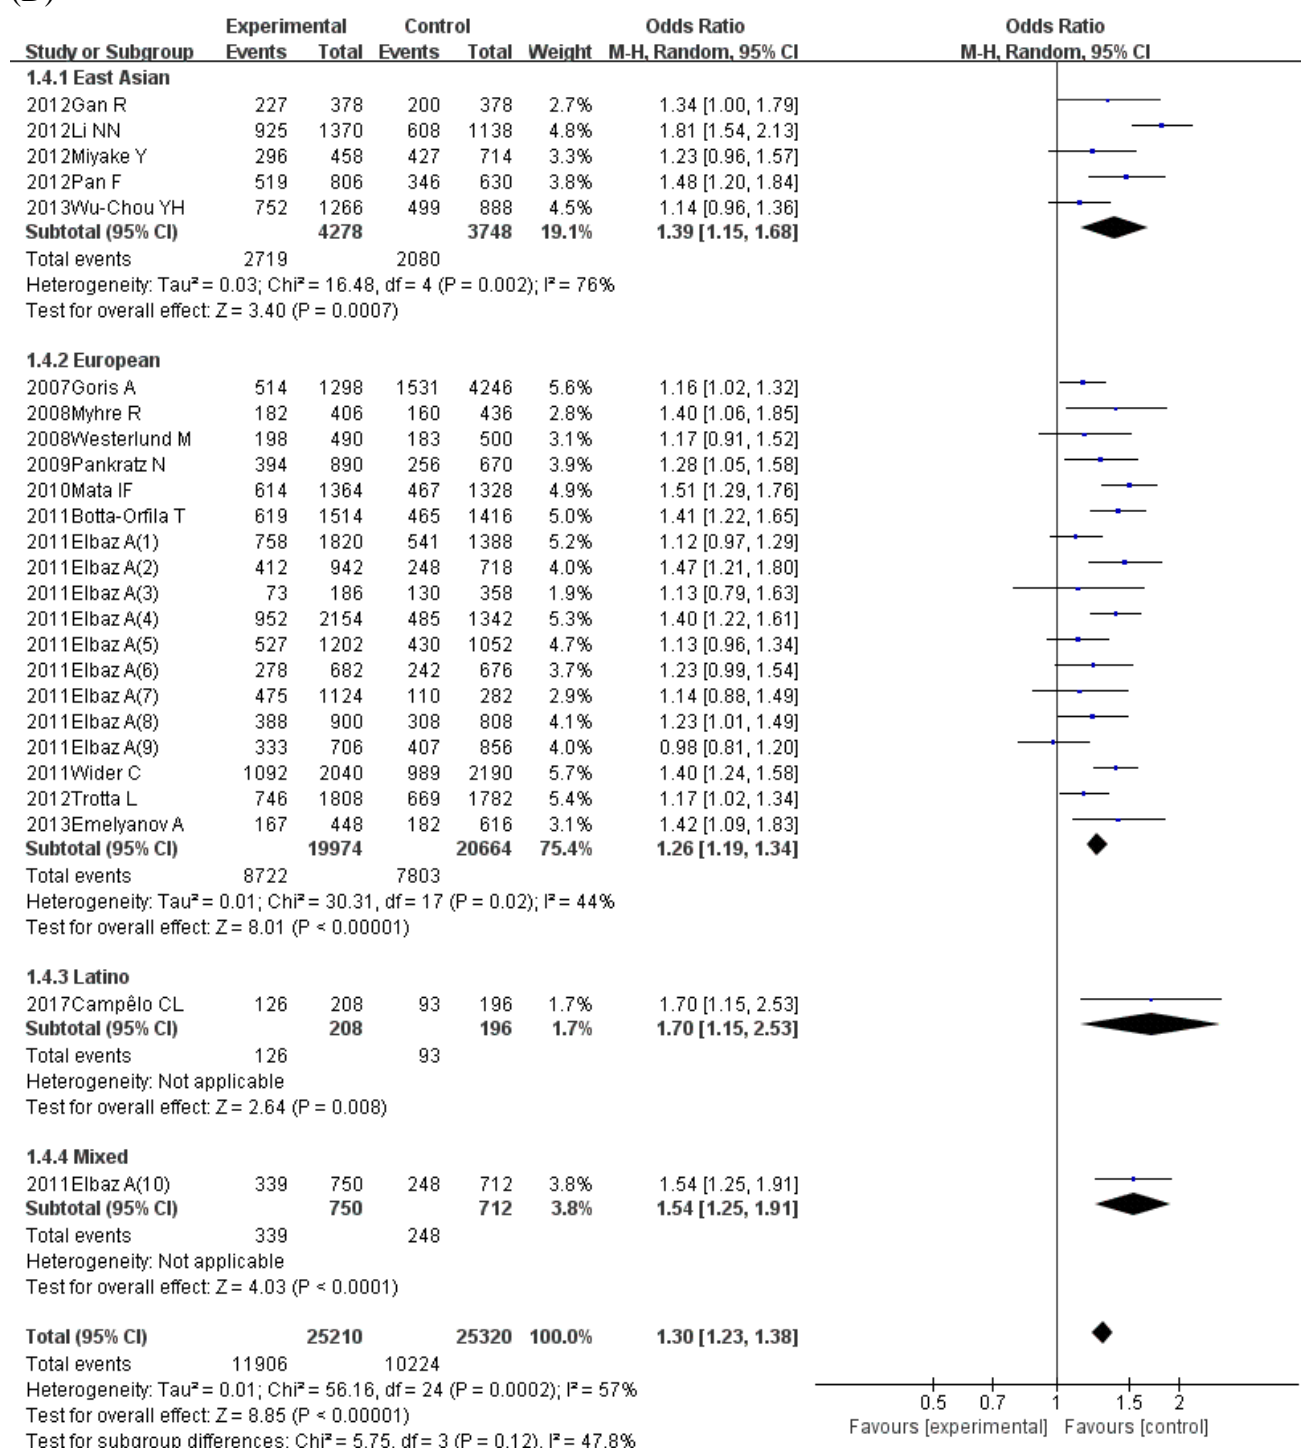 Experimental Control Odds Ratio Odds Ratio
Study or Subgroup Events Total Events Total Weight M-H, Random, 95% CI M-H, Random, 95% CI
1.4.1 East Asian
2012Gan R 227 378 200 378 2.7% 1.34 [1.00, 1.79]
2012Li NN 925 1370 608 1138 4.8% 1.81 [1.54, 2.13]
2012Miyake Y 296 458 427 714 3.3% 1.23 [0.96, 1.57]
2012Pan F 519 806 346 630 3.8% 1.48 [1.20, 1.84]
2013Wu-Chou YH 752 1266 499 888 4.5% 1.14 [0.96, 1.36]
Subtotal (95% CI) 4278 3748 19.1% 1.39 [1.15, 1.68]
Total events 2719 2080
Heterogeneity: Tau² = 0.03; Chi² = 16.48, df = 4 (P = 0.002); I² = 76%
Test for overall effect: Z = 3.40 (P = 0.0007)
1.4.2 European
2007Goris A 514 1298 1531 4246 5.6% 1.16 [1.02, 1.32]
2008Myhre R 182 406 160 436 2.8% 1.40 [1.06, 1.85]
2008Westerlund M 198 490 183 500 3.1% 1.17 [0.91, 1.52]
2009Pankratz N 394 890 256 670 3.9% 1.28 [1.05, 1.58]
2010Mata IF 614 1364 467 1328 4.9% 1.51 [1.29, 1.76]
2011Botta-Orfila T 619 1514 465 1416 5.0% 1.41 [1.22, 1.65]
2011Elbaz A(1) 758 1820 541 1388 5.2% 1.12 [0.97, 1.29]
2011Elbaz A(2) 412 942 248 718 4.0% 1.47 [1.21, 1.80]
2011Elbaz A(3) 73 186 130 358 1.9% 1.13 [0.79, 1.63]
2011Elbaz A(4) 952 2154 485 1342 5.3% 1.40 [1.22, 1.61]
2011Elbaz A(5) 527 1202 430 1052 4.7% 1.13 [0.96, 1.34]
2011Elbaz A(6) 278 682 242 676 3.7% 1.23 [0.99, 1.54]
2011Elbaz A(7) 475 1124 110 282 2.9% 1.14 [0.88, 1.49]
2011Elbaz A(8) 388 900 308 808 4.1% 1.23 [1.01, 1.49]
2011Elbaz A(9) 333 706 407 856 4.0% 0.98 [0.81, 1.20]
2011Wider C 1092 2040 989 2190 5.7% 1.40 [1.24, 1.58]
2012Trotta L 746 1808 669 1782 5.4% 1.17 [1.02, 1.34]
2013Emelyanov A 167 448 182 616 3.1% 1.42 [1.09, 1.83]
Subtotal (95% CI) 19974 20664 75.4% 1.26 [1.19, 1.34]
Total events 8722 7803
Heterogeneity: Tau² = 0.01; Chi² = 30.31, df = 17 (P = 0.02); I² = 44%
Test for overall effect: Z = 8.01 (P < 0.00001)
1.4.3 Latino
2017Campêlo CL 126 208 93 196 1.7% 1.70 [1.15, 2.53]
Subtotal (95% CI) 208 196 1.7% 1.70 [1.15, 2.53]
Total events 126 93
Heterogeneity: Not applicable
Test for overall effect: Z = 2.64 (P = 0.008)
1.4.4 Mixed
2011Elbaz A(10) 339 750 248 712 3.8% 1.54 [1.25, 1.91]
Subtotal (95% CI) 750 712 3.8% 1.54 [1.25, 1.91]
Total events 339 248
Heterogeneity: Not applicable
Test for overall effect: Z = 4.03 (P < 0.0001)
Total (95% CI) 25210 25320 100.0% 1.30 [1.23, 1.38]
Total events 11906 10224
Heterogeneity: Tau² = 0.01; Chi² = 56.16, df = 24 (P = 0.0002); I² = 57%
Test for overall effect: Z = 8.85 (P < 0.00001)
Test for subgroup differences: Chi² = 5.75, df = 3 (P = 0.12), I² = 47.8%
0.5 0.7 1 1.5 2
Favours [experimental] Favours [control]